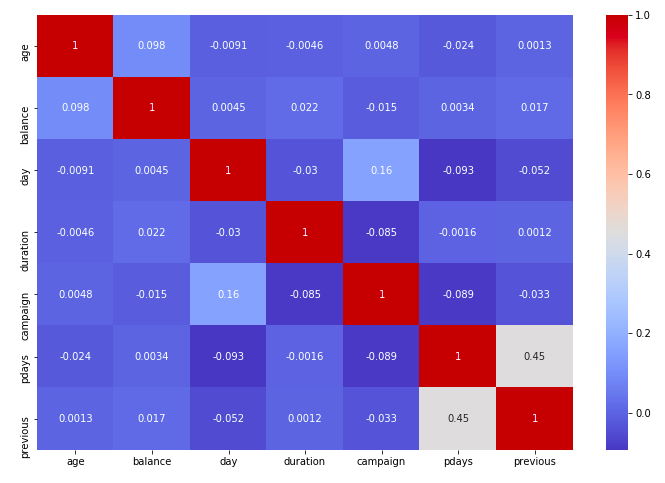 1.0
age 1 0.098 -0.0091 -0.0046 0.0048 -0.024 0.0013
0.8
balance 0.098 1 0.0045 0.022 -0.015 0.0034 0.017
day -0.0091 0.0045 1 -0.03 0.16 -0.093 -0.052
0.6
duration -0.0046 0.022 -0.03 1 -0.085 -0.0016 0.0012
0.4
campaign 0.0048 -0.015 0.16 -0.085 1 -0.089 -0.033
0.2
pdays -0.024 0.0034 -0.093 -0.0016 -0.089 1 0.45
0.0
previous 0.0013 0.017 -0.052 0.0012 -0.033 0.45 1
age balance day duration campaign pdays previous